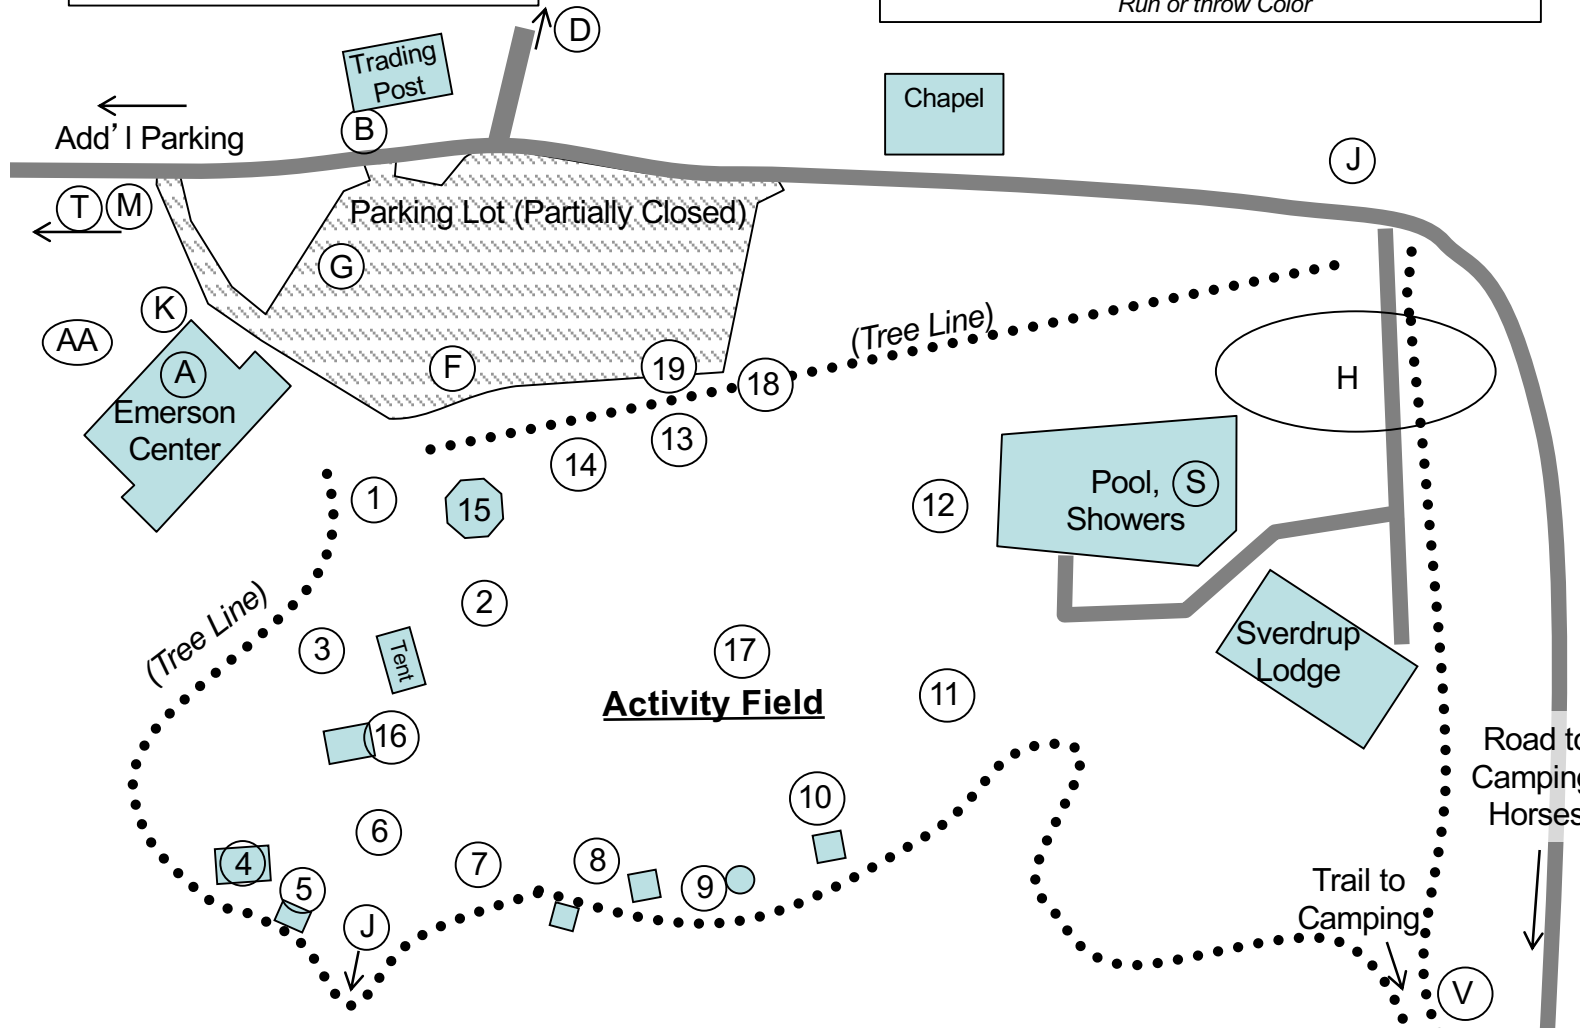 Run or throw Color
D
Trading
Post
Chapel
B
Add’ l Parking
J
T
M
Parking Lot (Partially Closed)
G
K
(Tree Line)
AA
A
F
19
18
H
Emerson
Center
13
14
1
15
12
Pool,
S
Showers
2
(Tree Line)
3
Tent
17
Sverdrup
Lodge
Activity Field
11
16
Road to
Camping
Horses
10
6
4
7
8
5
9
Trail to
Camping
J
V